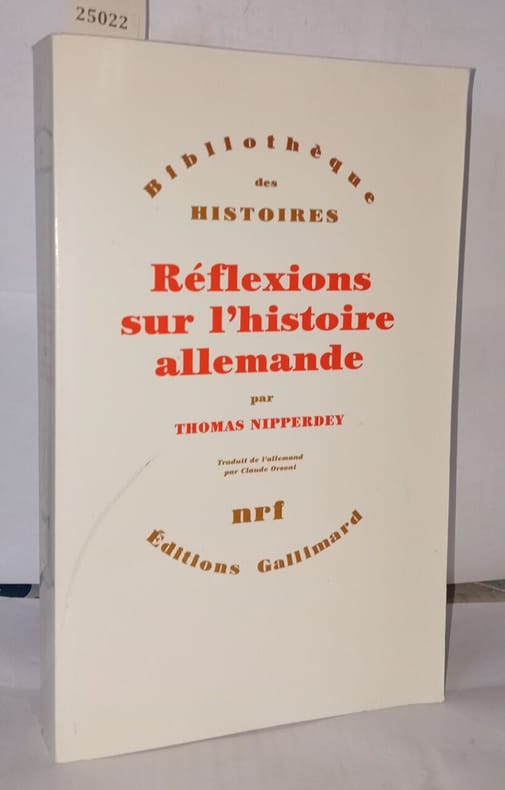 25022
Bibliothèque
des
HISTOIRES
Réflexions
sur l'histoire
allemande
par
THOMAS NIPPERDEY
Traduit de l'allemand
par Claude Orsoni
nrf
Éditions Gallimard